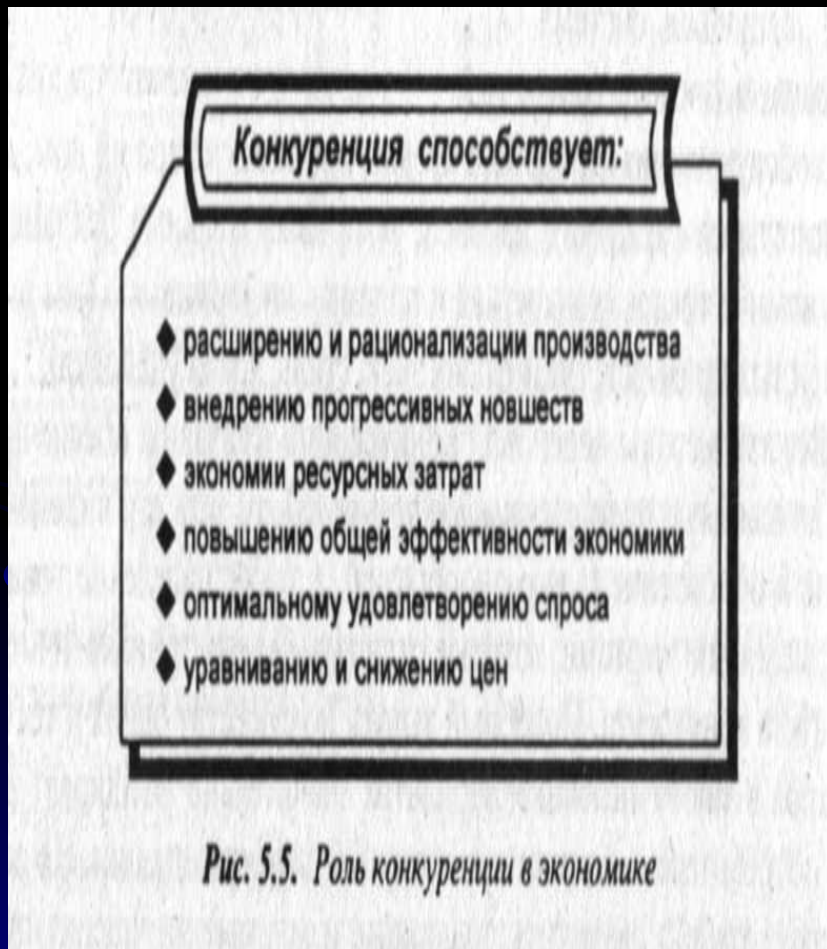 Конкуренция способствует:
♦ расширению и рационализации производства
♦ внедрению прогрессивных новшеств
♦ экономии ресурсных затрат
♦ повышению общей эффективности экономики
♦ оптимальному удовлетворению спроса
♦ уравниванию и снижению цен
Рис. 5.5. Роль конкуренции в экономике